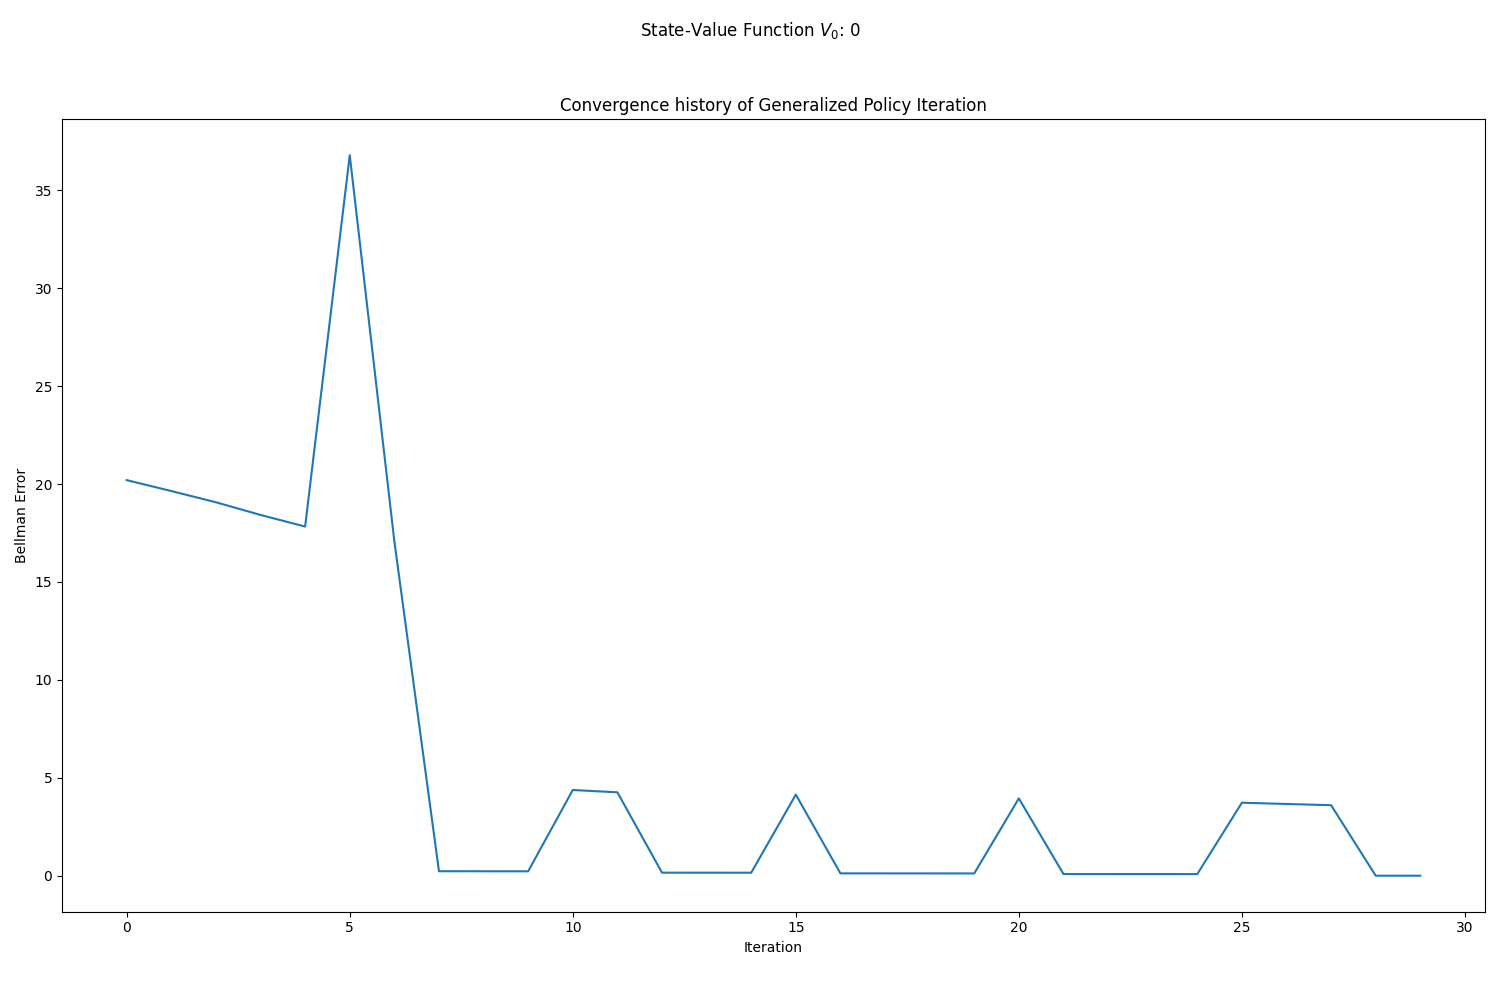 State-Value Function $V_0$: 0
Convergence history of Generalized Policy Iteration
35
30
25
20
15
10
5
0
Bellman Error
0 5 10 15 20 25 30
Iteration